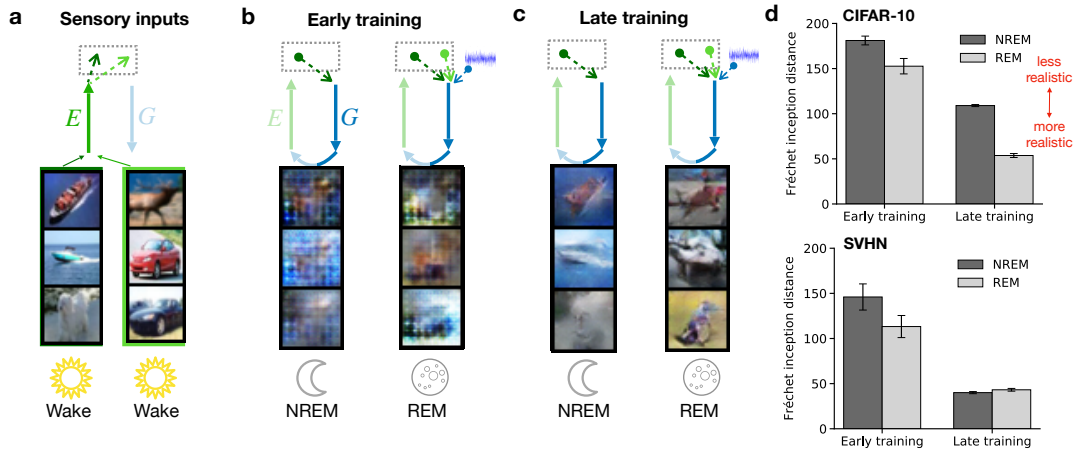 a Sensory inputs
E
G
Wake
Wake
b Early training
E
G
NREM
REM
c Late training
NREM
REM
d
CIFAR-10
Fréchet inception distance
200
150
100
50
0
NREM
REM
less
realistic
more
realistic
Early training
Late training
SVHN
Fréchet inception distance
200
150
100
50
0
NREM
REM
Early training
Late training